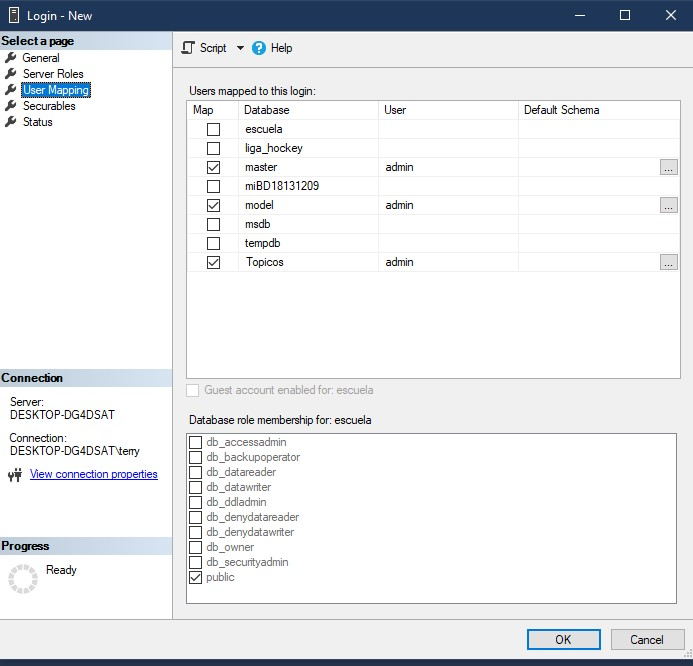 Login - New
Select a page
General
Server Roles
User Mapping
Securables
Status
Script
Help
Users mapped to this login:
Map Database User Default Schema
escuela
liga_hockey
master admin ...
miBD18131209
model admin ...
msdb
tempdb
Topicos admin ...
Guest account enabled for: escuela
Database role membership for: escuela
db_accessadmin
db_backupoperator
db_datareader
db_datawriter
db_ddladmin
db_denydatareader
db_denydatawriter
db_owner
db_securityadmin
public
Connection
Server:
DESKTOP-DG4DSAT
Connection:
DESKTOP-DG4DSAT\terry
View connection properties
Progress
Ready
OK Cancel